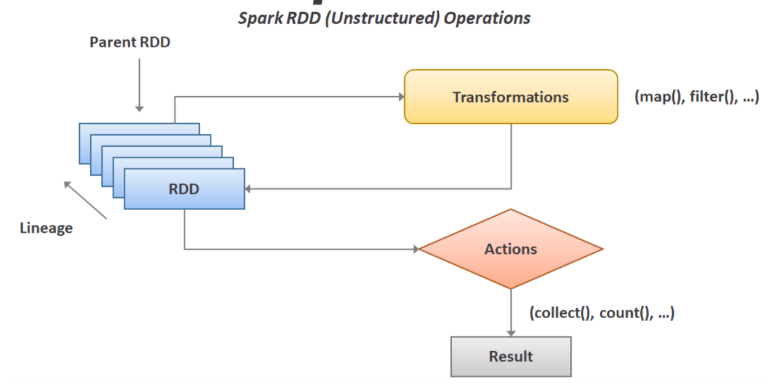 Spark RDD (Unstructured) Operations
Parent RDD
Transformations
(map(), filter(), ...)
RDD
Lineage
Actions
(collect(), count(), ...)
Result